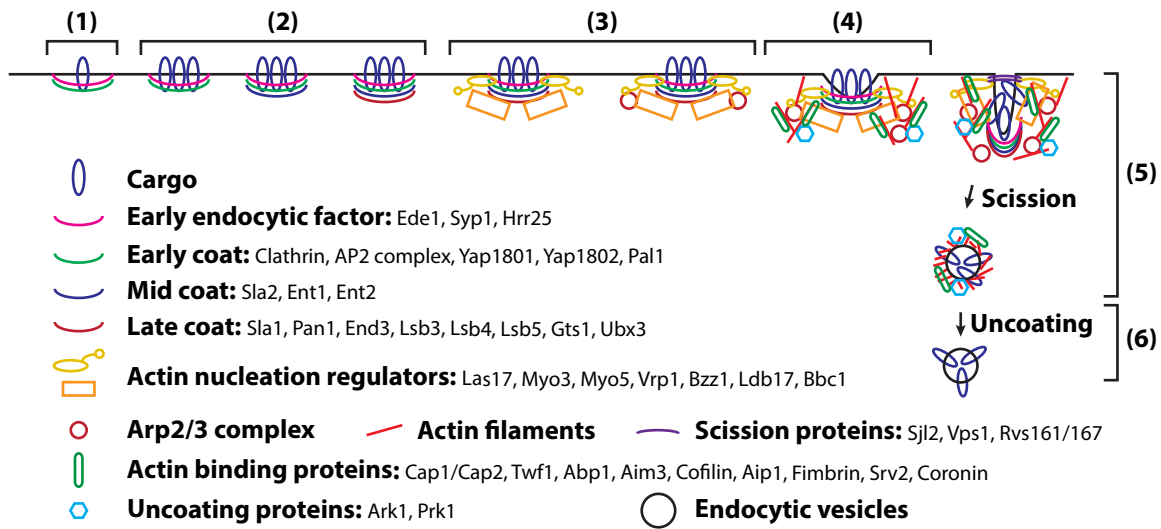 (1) (2) (3) (4)
(5)
Cargo
Scission
Early endocytic factor: Ede1, Syp1, Hrr25
Early coat: Clathrin, AP2 complex, Yap1801, Yap1802, Pal1
Mid coat: Sla2, Ent1, Ent2
Late coat: Sla1, Pan1, End3, Lsb3, Lsb4, Lsb5, Gts1, Ubx3
Uncoating
(6)
Actin nucleation regulators: Las17, Myo3, Myo5, Vrp1, Bzz1, Ldb17, Bbc1
Arp2/3 complex Actin filaments Scission proteins: Sjl2, Vps1, Rvs161/167
Actin binding proteins: Cap1/Cap2, Twf1, Abp1, Aim3, Cofilin, Aip1, Fimbrin, Srv2, Coronin
Uncoating proteins: Ark1, Prk1 Endocytic vesicles